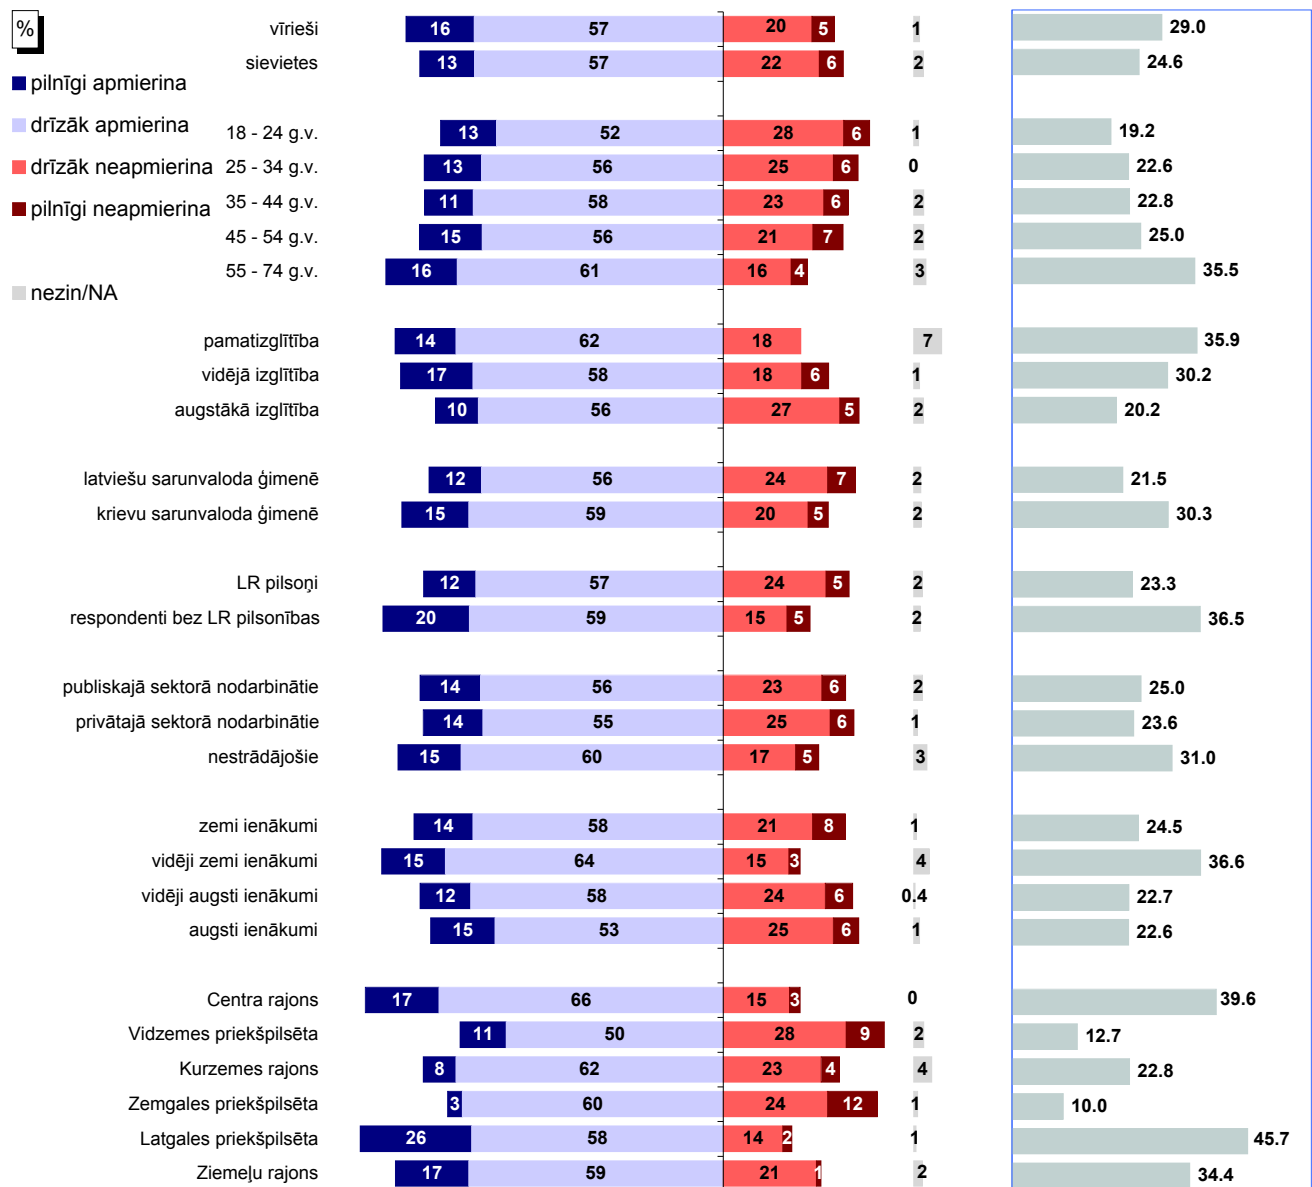 %
pilnīgi apmierina
drīzāk apmierina
drīzāk neapmierina
pilnīgi neapmierina
nezin/NA
vīrieši 16 57 20 5 1 29.0
sievietes 13 57 22 6 2 24.6
18 - 24 g.v. 13 52 28 6 1 19.2
25 - 34 g.v. 13 56 25 6 0 22.6
35 - 44 g.v. 11 58 23 6 2 22.8
45 - 54 g.v. 15 56 21 7 2 25.0
55 - 74 g.v. 16 61 16 4 3 35.5
pamatizglītība 14 62 18 7 35.9
vidējā izglītība 17 58 18 6 1 30.2
augstākā izglītība 10 56 27 5 2 20.2
latviešu sarunvaloda ģimenē 12 56 24 7 2 21.5
krievu sarunvaloda ģimenē 15 59 20 5 2 30.3
LR pilsoņi 12 57 24 5 2 23.3
respondenti bez LR pilsonības 20 59 15 5 2 36.5
publiskajā sektorā nodarbinātie 14 56 23 6 2 25.0
privātajā sektorā nodarbinātie 14 55 25 6 1 23.6
nestrādājošie 15 60 17 5 3 31.0
zemi ienākumi 14 58 21 8 1 24.5
vidēji zemi ienākumi 15 64 15 3 4 36.6
vidēji augsti ienākumi 12 58 24 6 0.4 22.7
augsti ienākumi 15 53 25 6 1 22.6
Centra rajons 17 66 15 3 0 39.6
Vidzemes priekšpilsēta 11 50 28 9 2 12.7
Kurzemes rajons 8 62 23 4 4 22.8
Zemgales priekšpilsēta 3 60 24 12 1 10.0
Latgales priekšpilsēta 26 58 14 2 1 45.7
Ziemeļu rajons 17 59 21 1 2 34.4